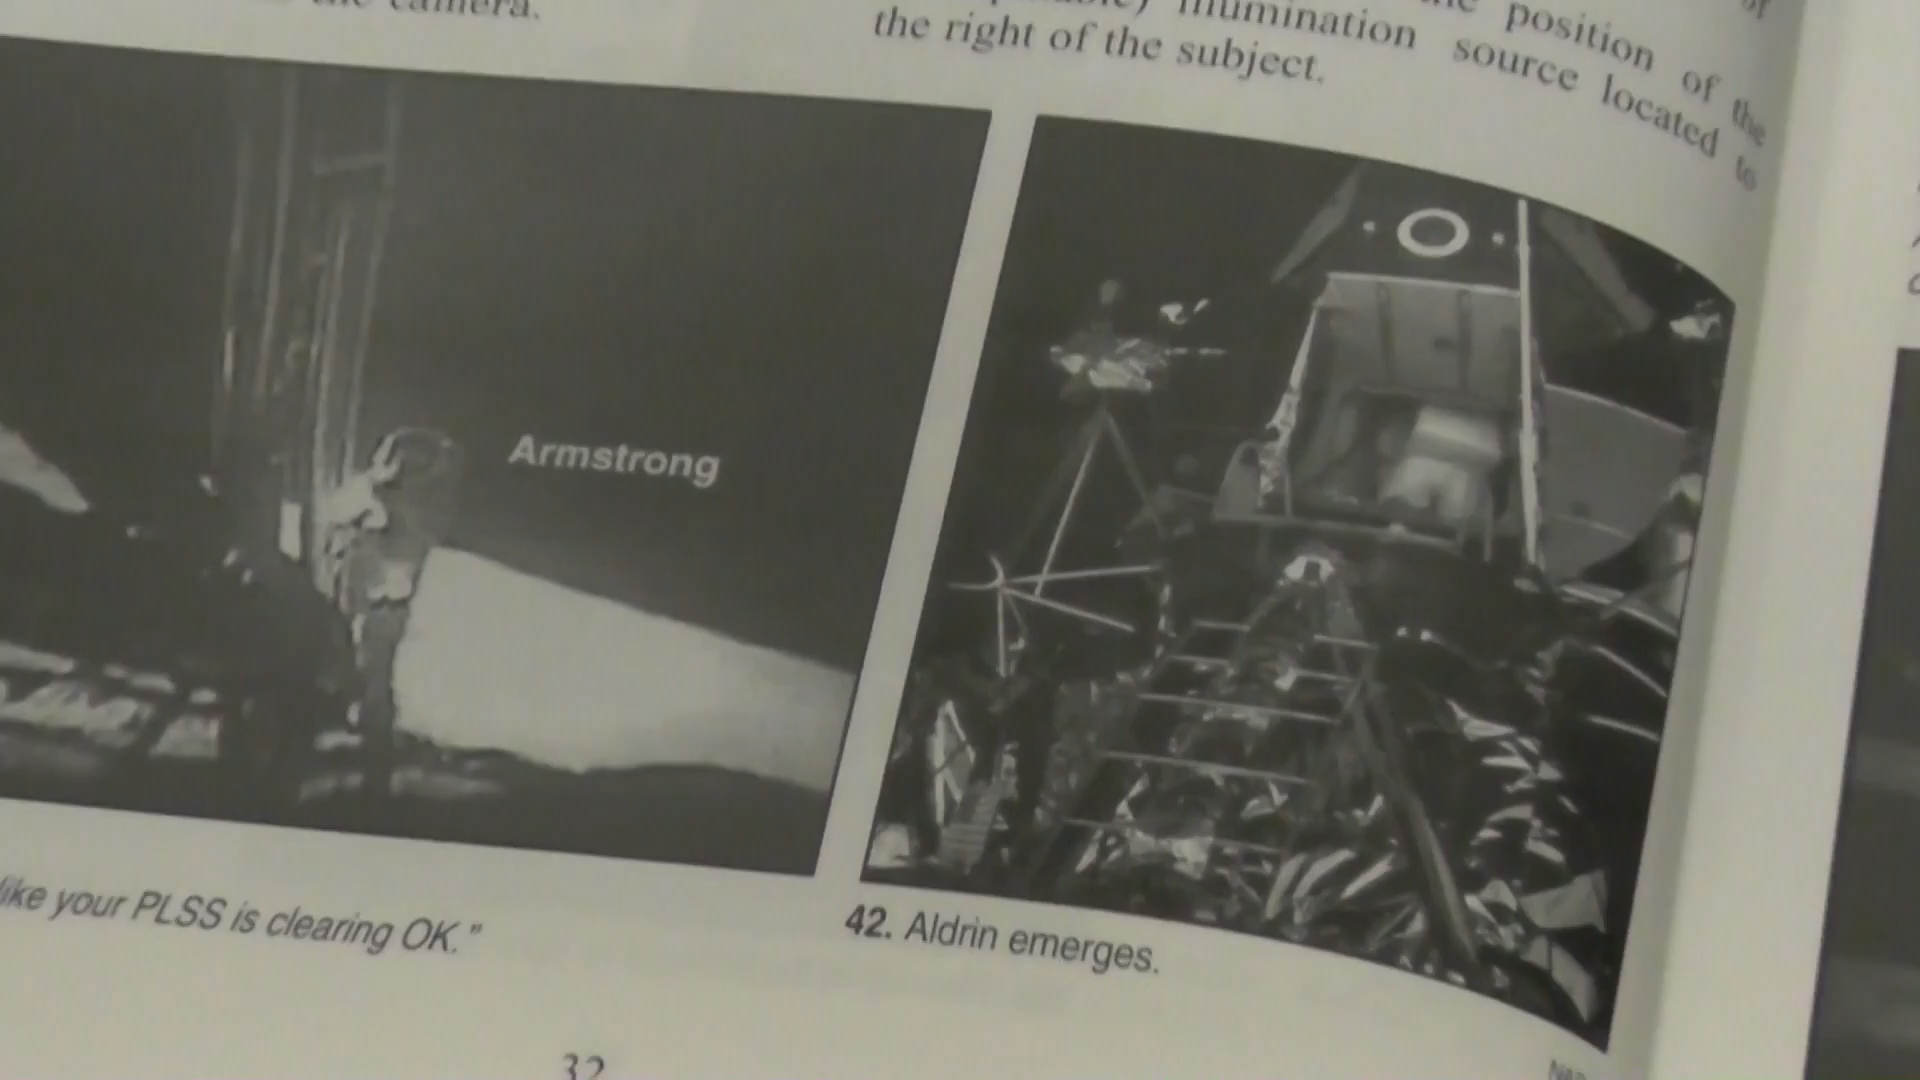 the camera.
illumination
position of the
source located to
the right of the subject.
Armstrong
like your PLSS is clearing OK."
42. Aldrin emerges.
32